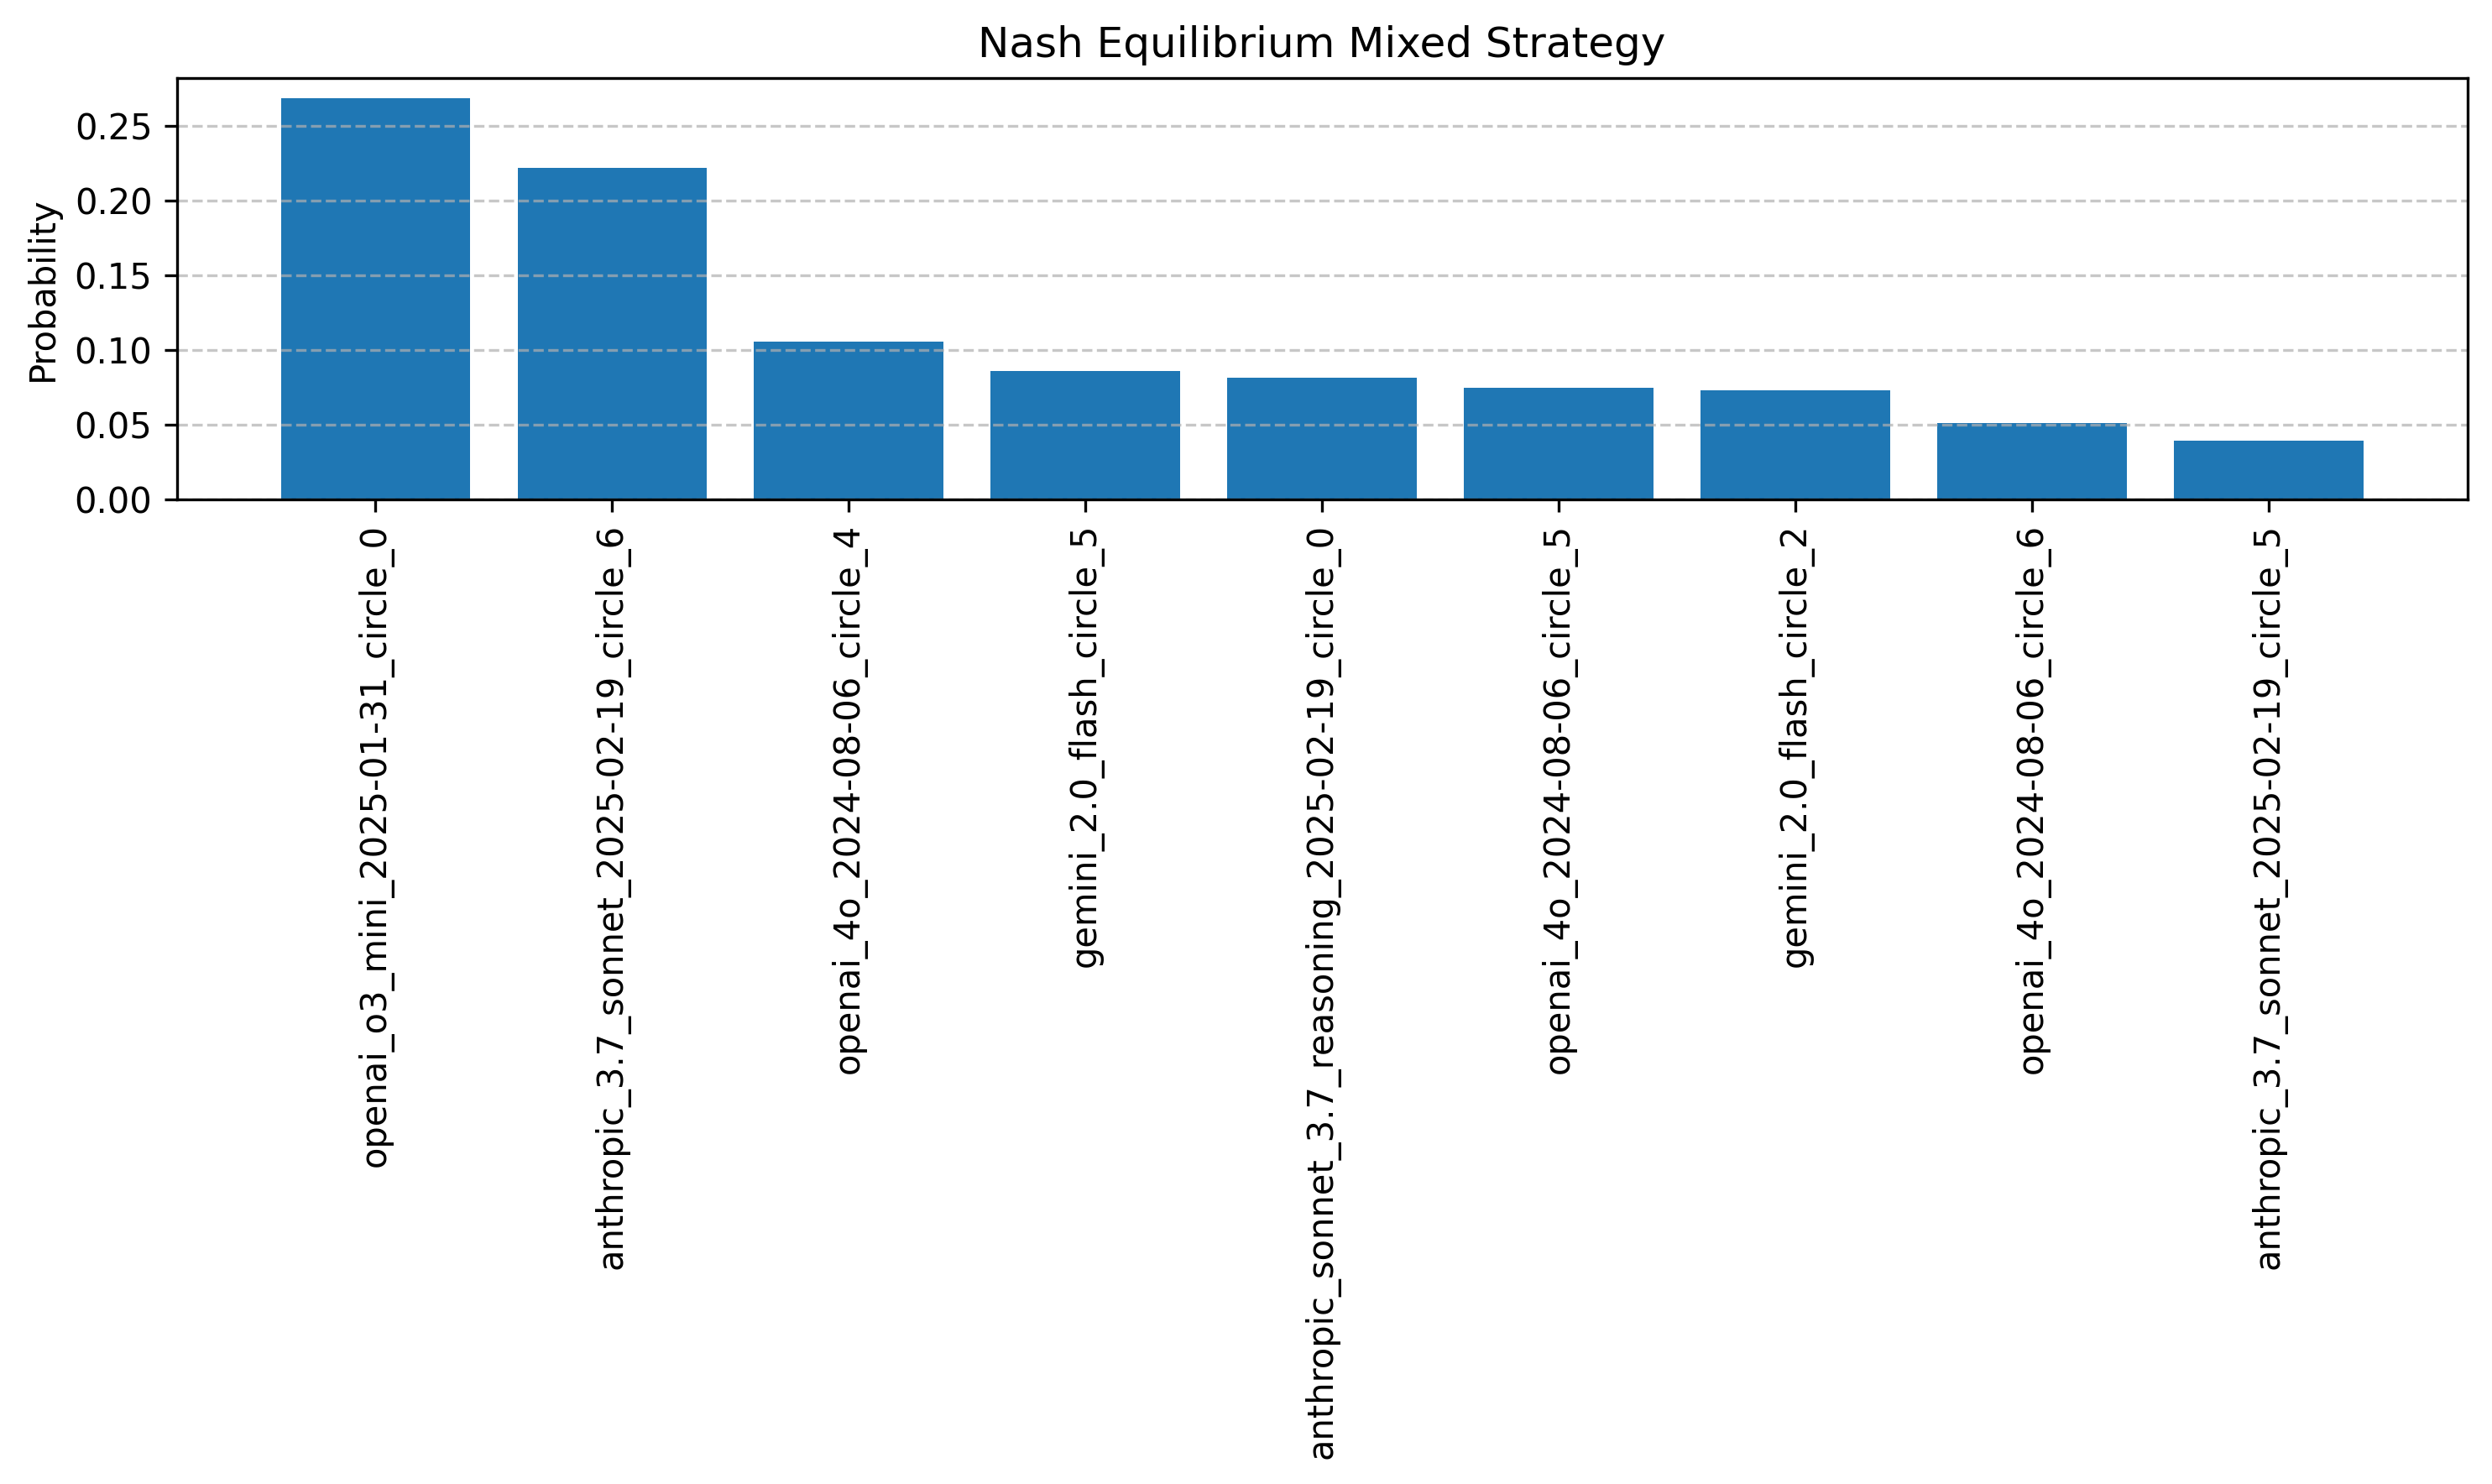 Nash Equilibrium Mixed Strategy
Probability
0.25
0.20
0.15
0.10
0.05
0.00
openai_o3_mini_2025-01-31_circle_0
anthropic_3.7_sonnet_2025-02-19_circle_6
openai_4o_2024-08-06_circle_4
gemini_2.0_flash_circle_5
anthropic_sonnet_3.7_reasoning_2025-02-19_circle_0
openai_4o_2024-08-06_circle_5
gemini_2.0_flash_circle_2
openai_4o_2024-08-06_circle_6
anthropic_3.7_sonnet_2025-02-19_circle_5